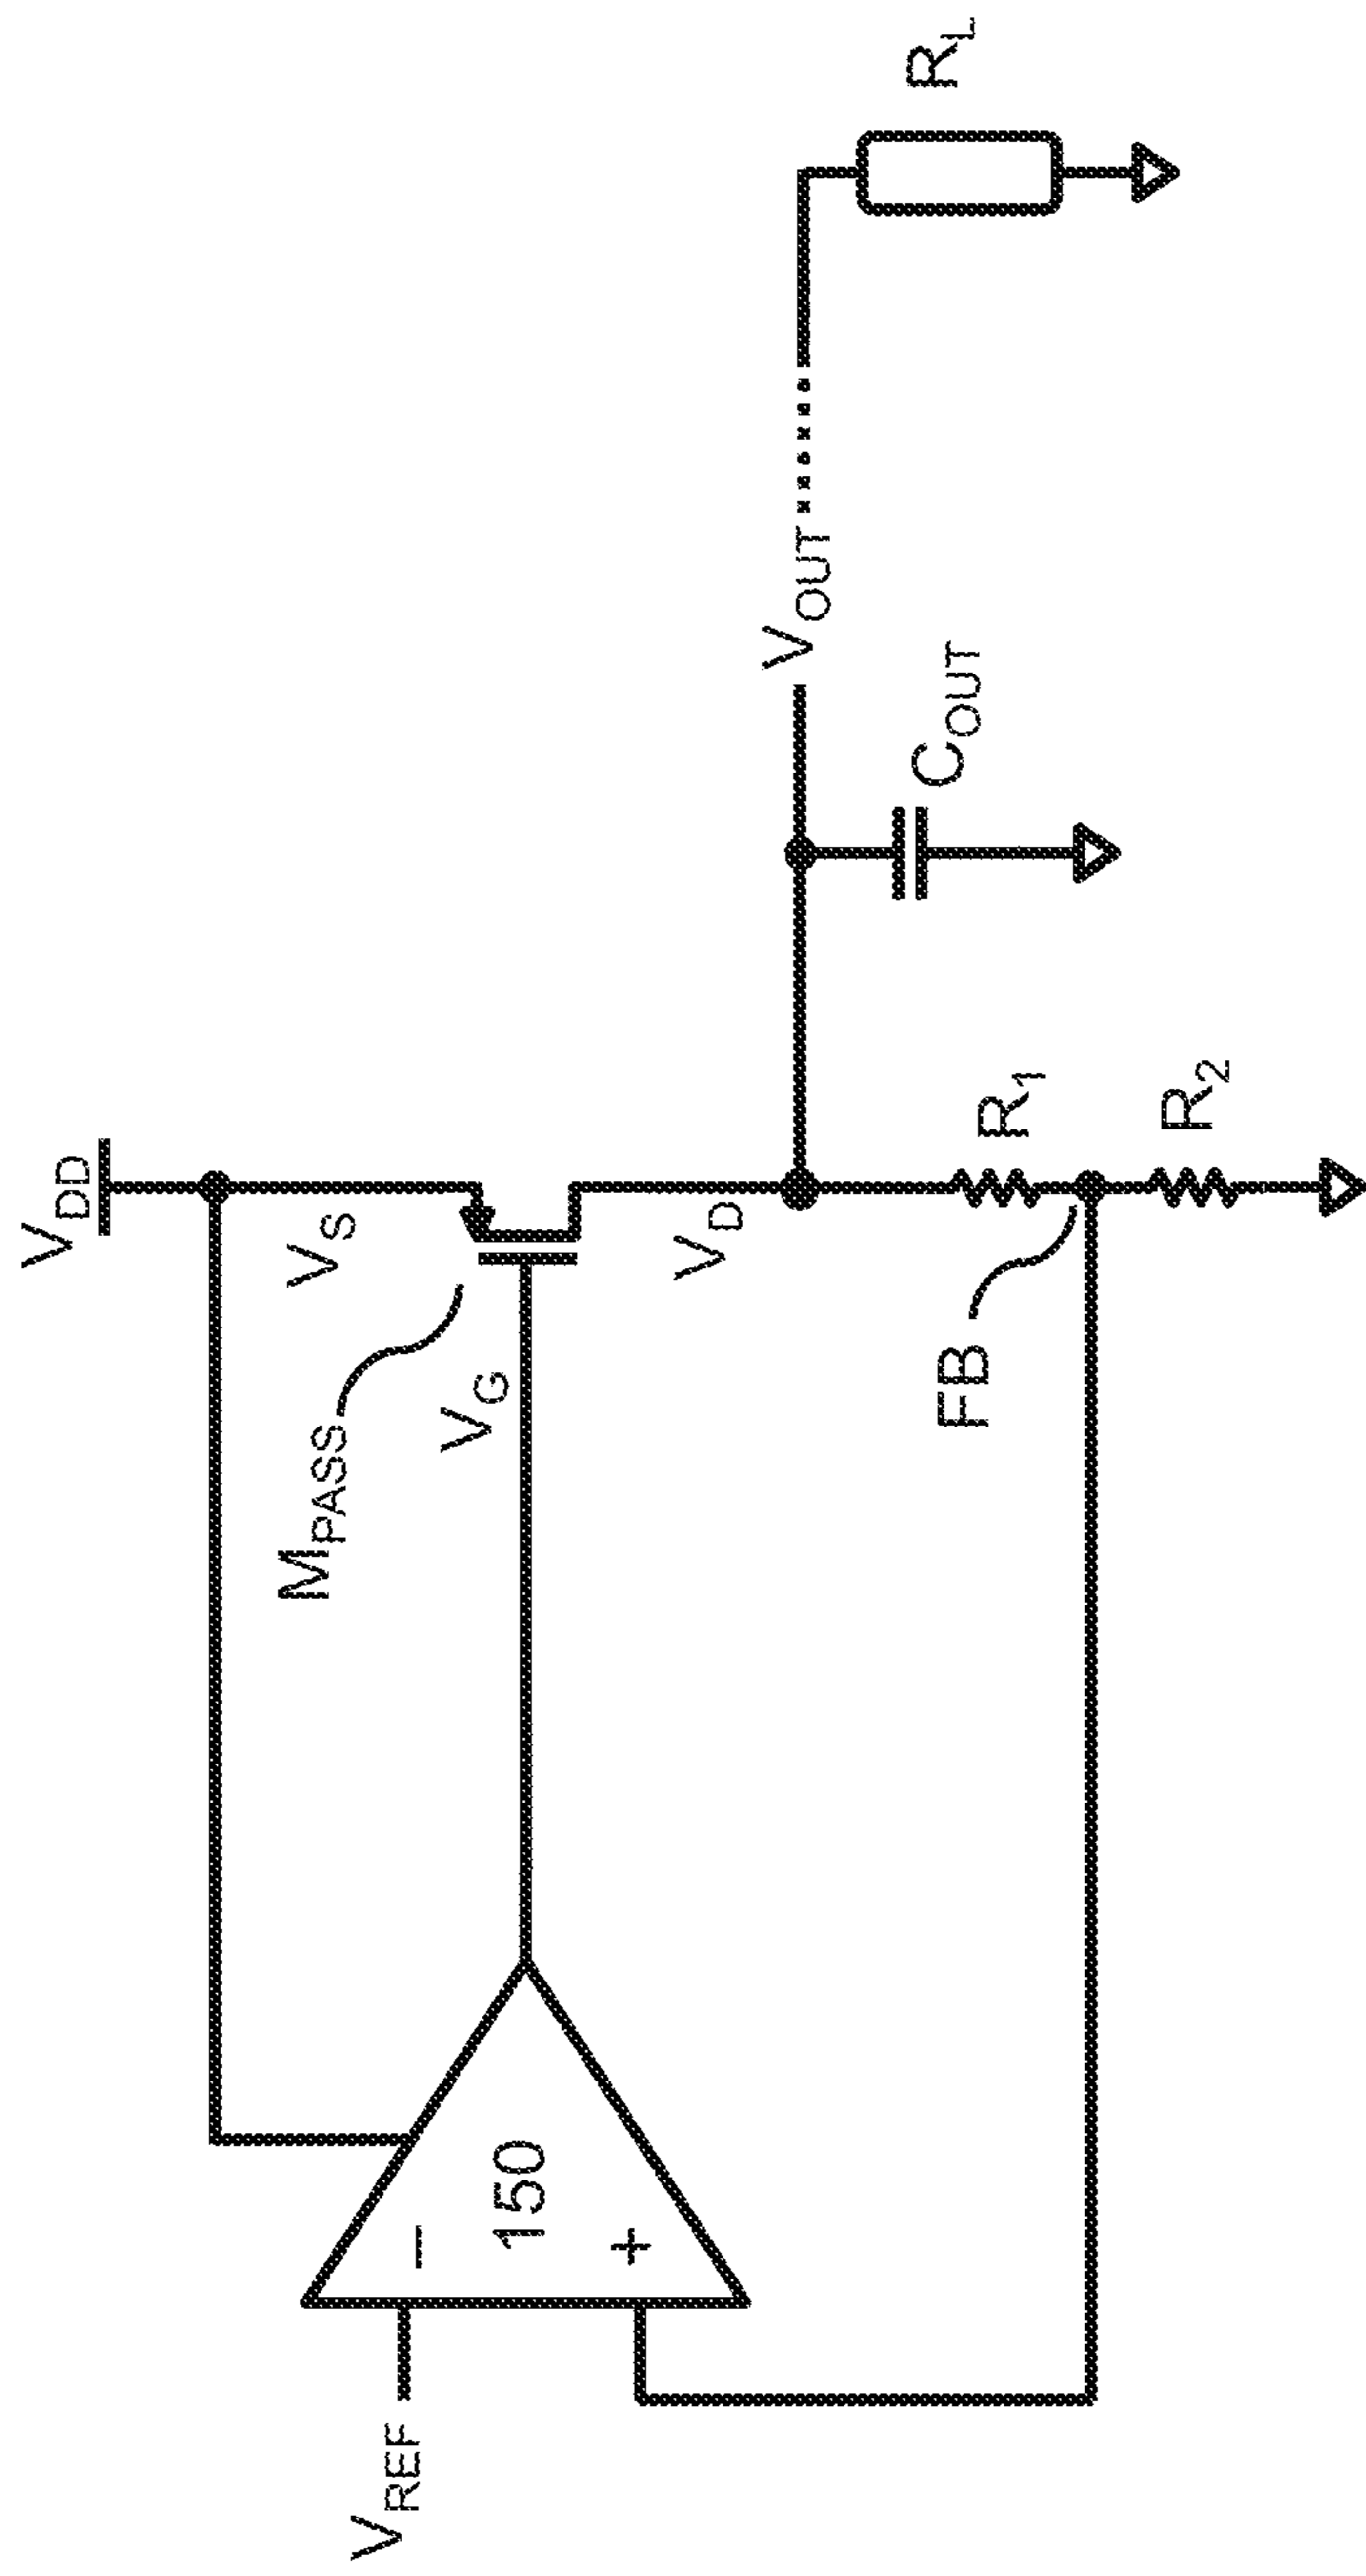 V_DD
V_S
M_PASS
V_G
V_REF
−
150
+
V_D
V_OUT
C_OUT
R_L
R_1
FB
R_2